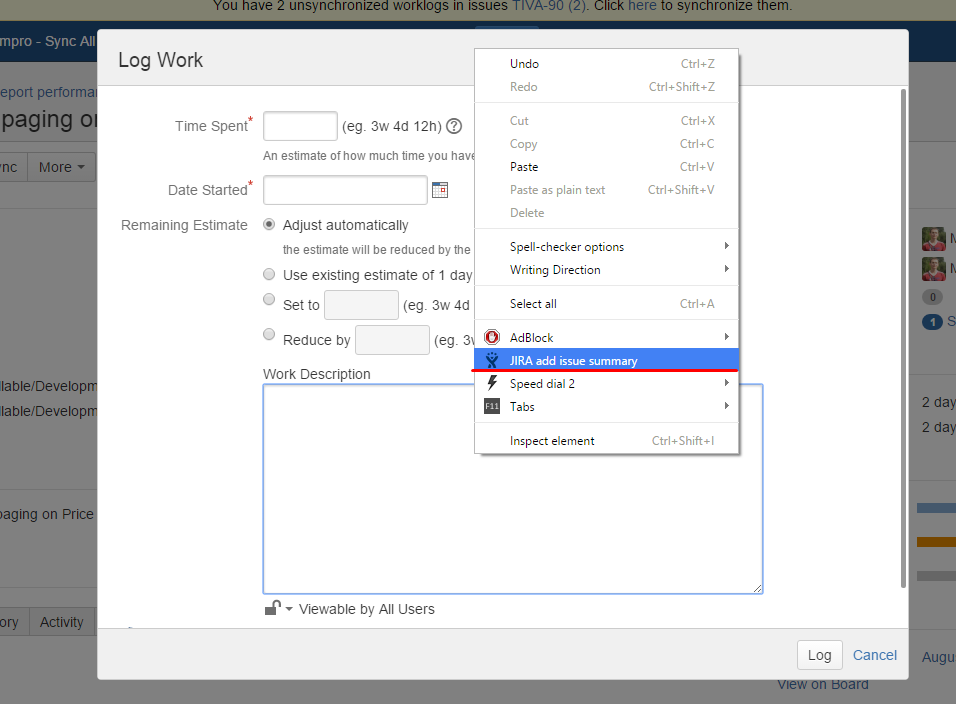 You have 2 unsynchronized worklogs in issues TIVA-90 (2). Click here to synchronize them.
mpro - Sync All
eport performa
paging on
nc
More
Log Work
Time Spent* (eg. 3w 4d 12h)
An estimate of how much time you have
Date Started*
Remaining Estimate
Adjust automatically
the estimate will be reduced by the
Use existing estimate of 1 day
Set to (eg. 3w 4d
Reduce by (eg. 3w
Work Description
Viewable by All Users
Log
Cancel
Undo Ctrl+Z
Redo Ctrl+Shift+Z
Cut Ctrl+X
Copy Ctrl+C
Paste Ctrl+V
Paste as plain text Ctrl+Shift+V
Delete
Spell-checker options
Writing Direction
Select all Ctrl+A
AdBlock
JIRA add issue summary
Speed dial 2
F11 Tabs
Inspect element Ctrl+Shift+I
llable/Developm
llable/Developm
paging on Price
ory
Activity
M
M
0
1 S
2 day
2 day
Augu
View on Board